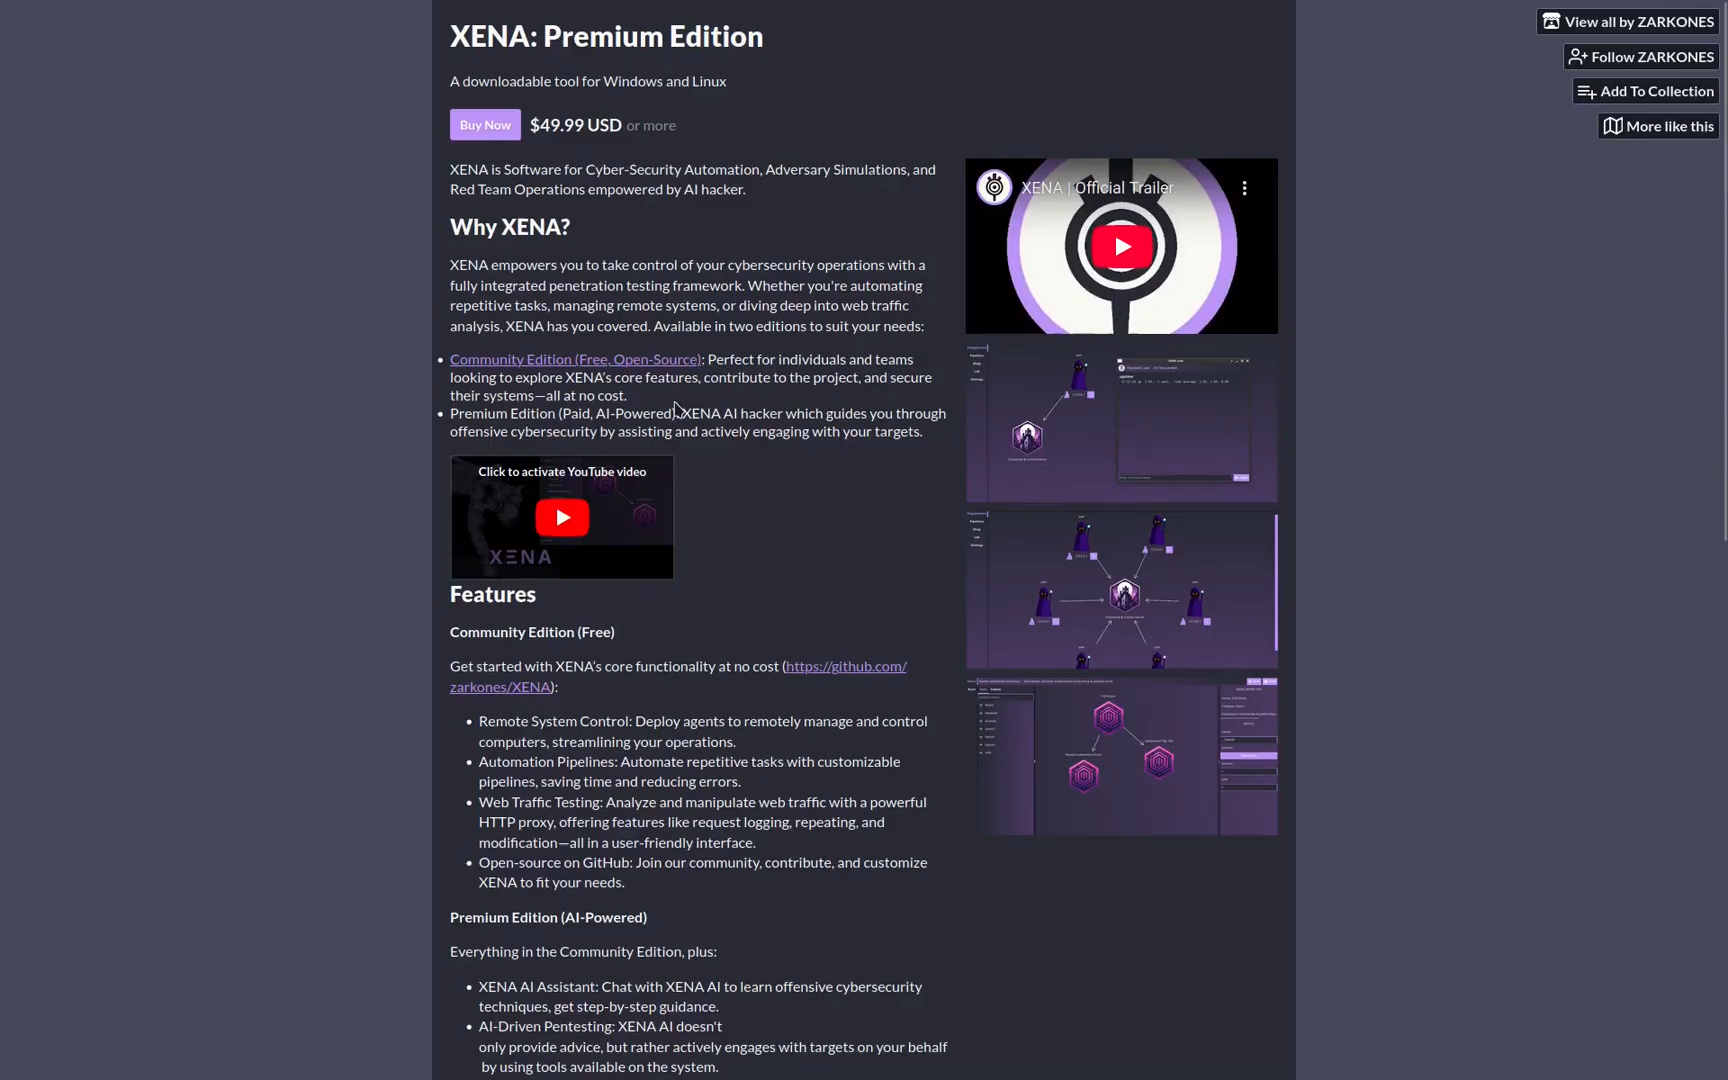 XENA: Premium Edition
A downloadable tool for Windows and Linux
Buy Now $49.99 USD or more
XENA is Software for Cyber-Security Automation, Adversary Simulations, and
Red Team Operations empowered by AI hacker.
Why XENA?
XENA empowers you to take control of your cybersecurity operations with a
fully integrated penetration testing framework. Whether you're automating
repetitive tasks, managing remote systems, or diving deep into web traffic
analysis, XENA has you covered. Available in two editions to suit your needs:
Community Edition (Free, Open-Source): Perfect for individuals and teams
looking to explore XENA's core features, contribute to the project, and secure
their systems—all at no cost.
Premium Edition (Paid, AI-Powered): XENA AI hacker which guides you through
offensive cybersecurity by assisting and actively engaging with your targets.
Click to activate YouTube video
XENA
Features
Community Edition (Free)
Get started with XENA's core functionality at no cost (https://github.com/
zarkones/XENA):
Remote System Control: Deploy agents to remotely manage and control
computers, streamlining your operations.
Automation Pipelines: Automate repetitive tasks with customizable
pipelines, saving time and reducing errors.
Web Traffic Testing: Analyze and manipulate web traffic with a powerful
HTTP proxy, offering features like request logging, repeating, and
modification—all in a user-friendly interface.
Open-source on GitHub: Join our community, contribute, and customize
XENA to fit your needs.
Premium Edition (AI-Powered)
Everything in the Community Edition, plus:
XENA AI Assistant: Chat with XENA AI to learn offensive cybersecurity
techniques, get step-by-step guidance.
AI-Driven Pentesting: XENA AI doesn't
only provide advice, but rather actively engages with targets on your behalf
by using tools available on the system.
XENA | Official Trailer
View all by ZARKONES
Follow ZARKONES
Add To Collection
More like this